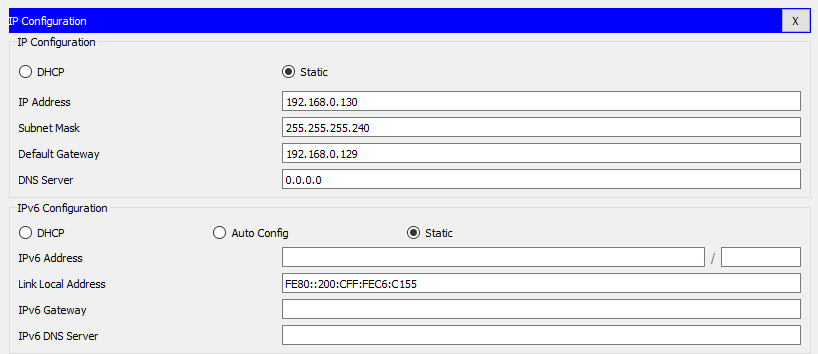 IP Configuration X
IP Configuration
DHCP Static
IP Address 192.168.0.130
Subnet Mask 255.255.255.240
Default Gateway 192.168.0.129
DNS Server 0.0.0.0
IPv6 Configuration
DHCP Auto Config Static
IPv6 Address /
Link Local Address FE80::200:CFF:FEC6:C155
IPv6 Gateway
IPv6 DNS Server